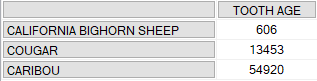 TOOTH AGE
CALIFORNIA BIGHORN SHEEP 606
COUGAR 13453
CARIBOU 54920